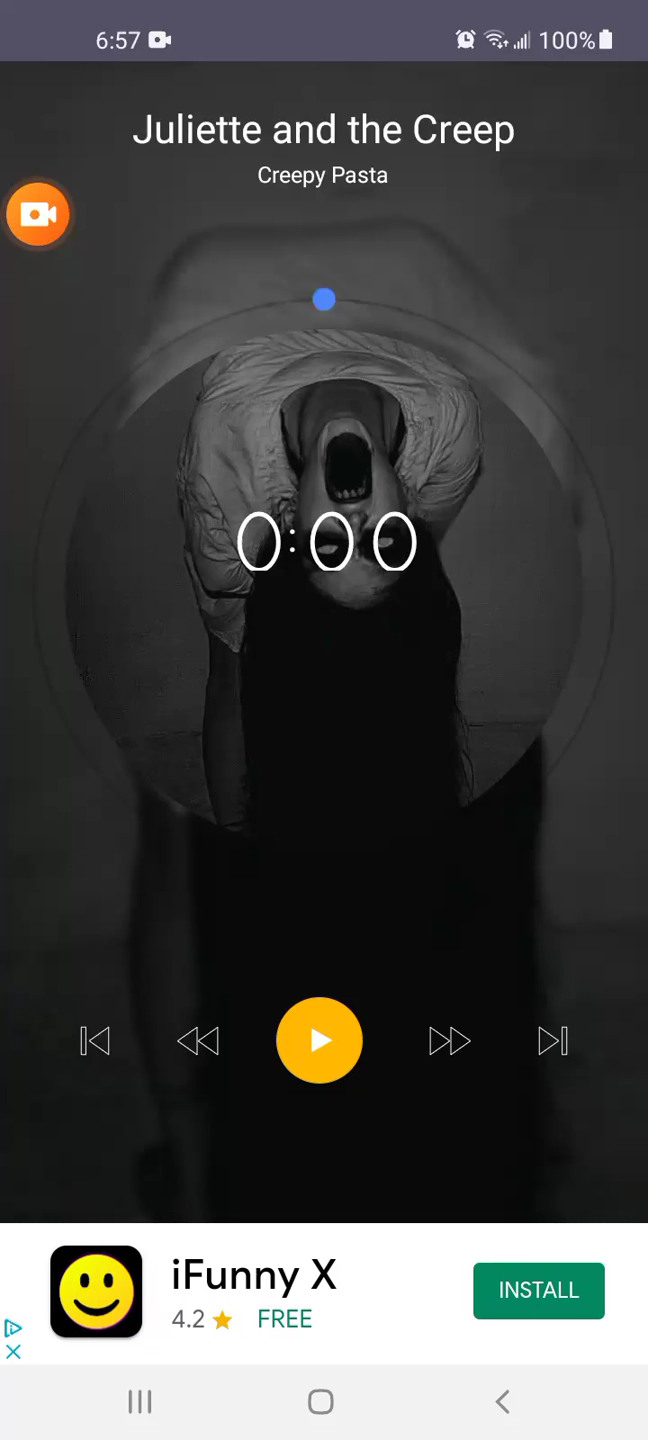 6:57 100%
Juliette and the Creep
Creepy Pasta
0:00
iFunny X
4.2 FREE
INSTALL